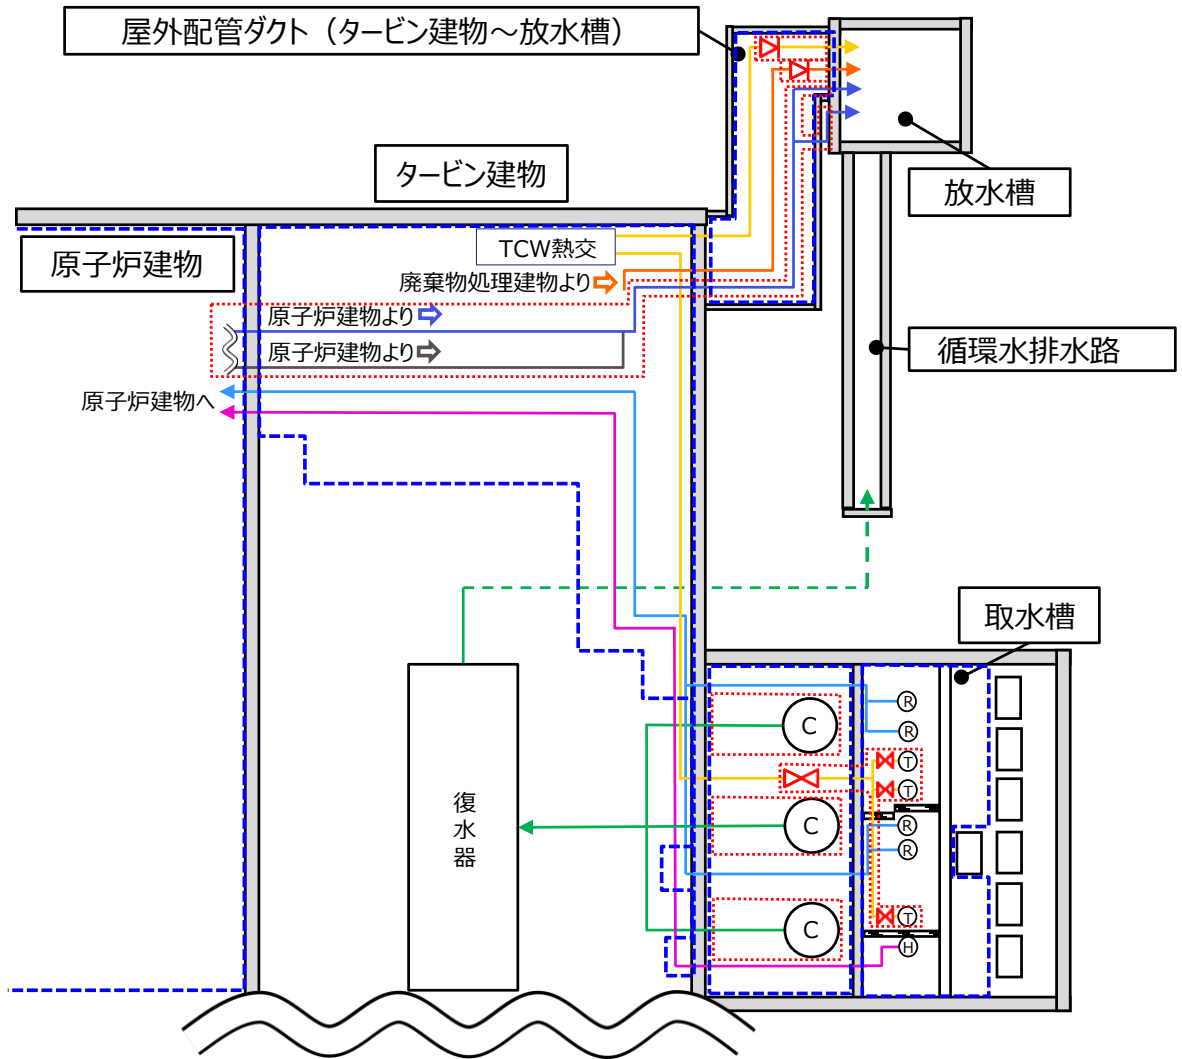 屋外配管ダクト（タービン建物～放水槽）
タービン建物
放水槽
原子炉建物
TCW熱交
廃棄物処理建物より
原子炉建物より
原子炉建物より
循環水排水路
原子炉建物へ
取水槽
復水器
C
C
C
R
R
T
T
R
R
T
H